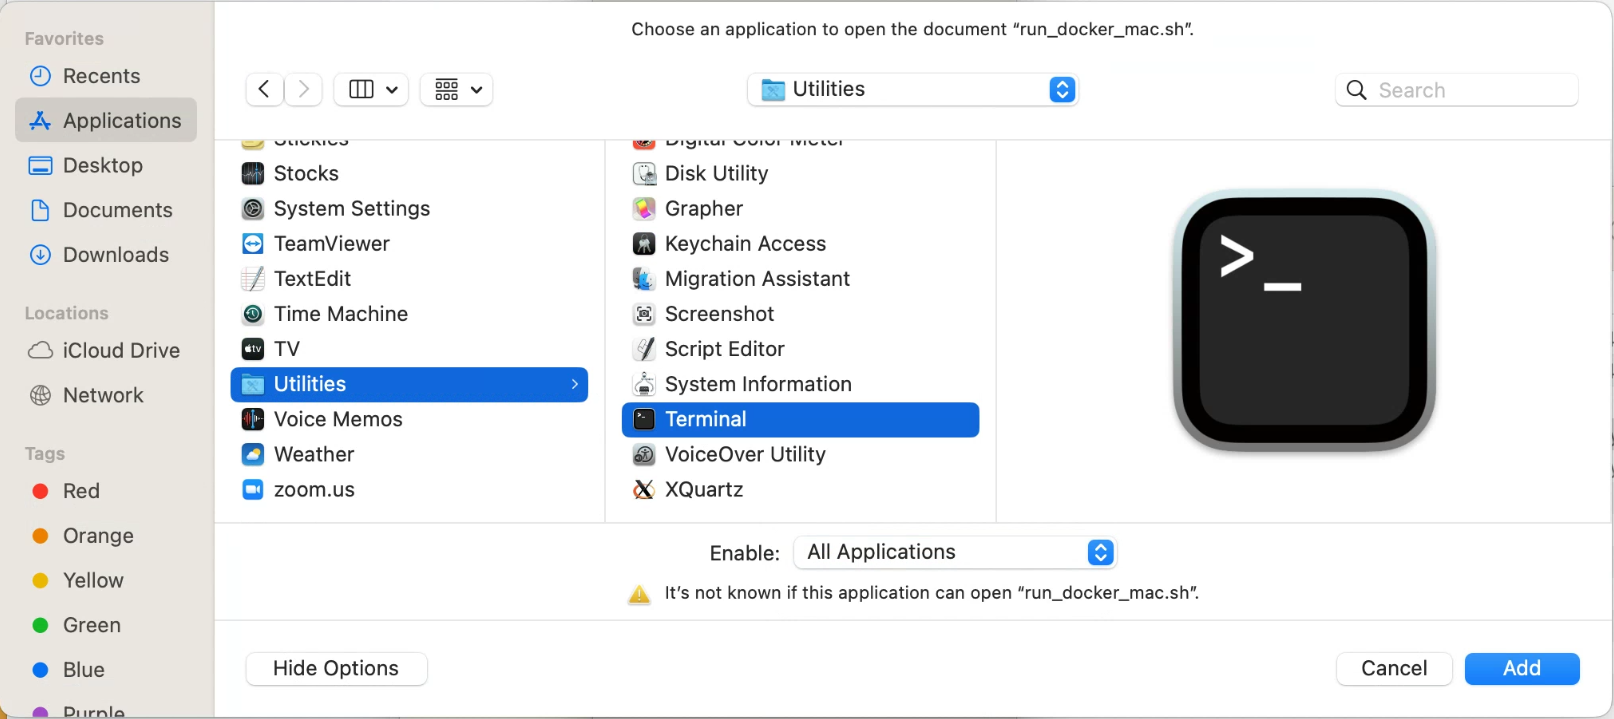 Choose an application to open the document “run_docker_mac.sh”.
Favorites
Recents
Applications
Desktop
Documents
Downloads
Locations
iCloud Drive
Network
Tags
Red
Orange
Yellow
Green
Blue
Purple
Utilities
Search
Stickies
Stocks
System Settings
TeamViewer
TextEdit
Time Machine
TV
Utilities
Voice Memos
Weather
zoom.us
Digital Color Meter
Disk Utility
Grapher
Keychain Access
Migration Assistant
Screenshot
Script Editor
System Information
Terminal
VoiceOver Utility
XQuartz
>_
Enable: All Applications
It’s not known if this application can open “run_docker_mac.sh”.
Hide Options
Cancel
Add